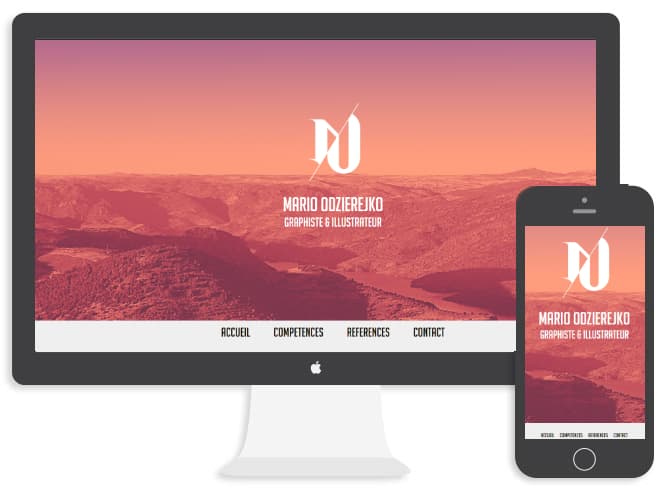 MARIO ODZIEREJKO
GRAPHISTE & ILLUSTRATEUR
ACCUEIL COMPETENCES REFERENCES CONTACT
MARIO ODZIEREJKO
GRAPHISTE & ILLUSTRATEUR
ACCUEIL COMPETENCES REFERENCES CONTACT